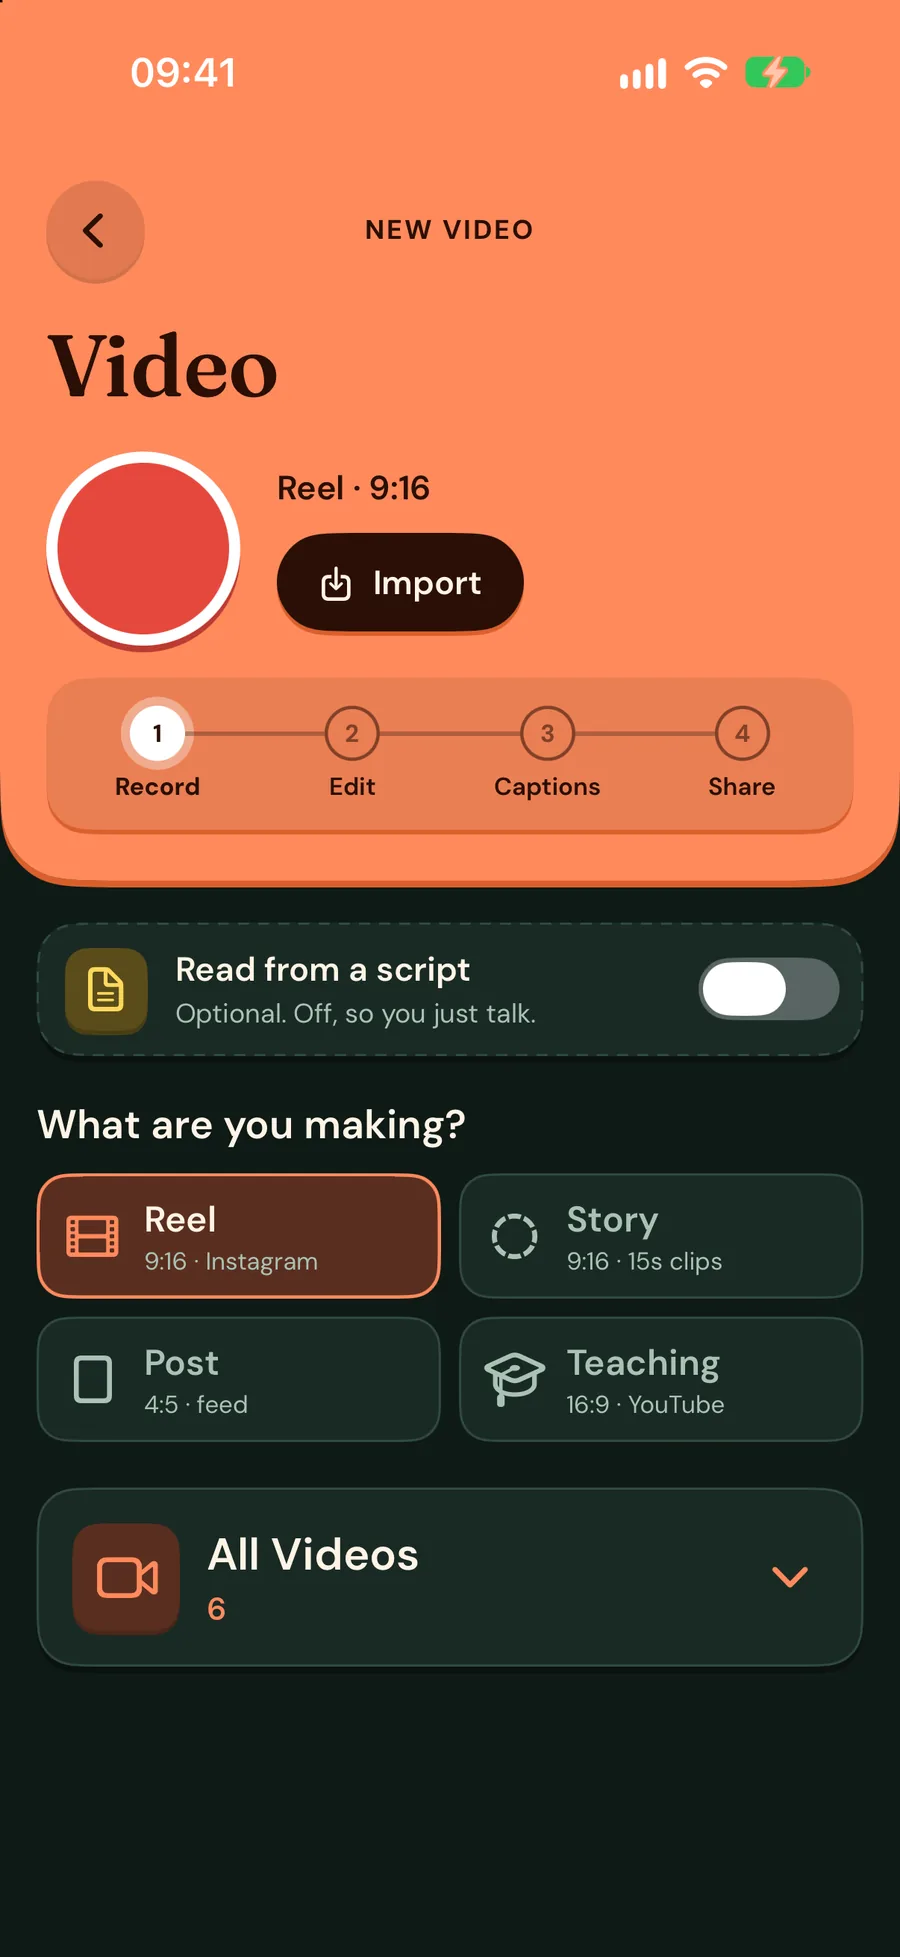 09:41
NEW VIDEO
Video
Reel · 9:16
Import
1 2 3 4
Record Edit Captions Share
Read from a script
Optional. Off, so you just talk.
What are you making?
Reel
9:16 · Instagram
Story
9:16 · 15s clips
Post
4:5 · feed
Teaching
16:9 · YouTube
All Videos
6